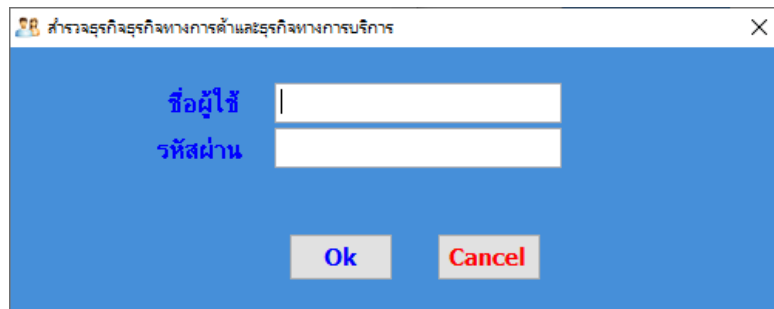 สำรวจธุรกิจธุรกิจทางการค้าและธุรกิจทางการบริการ
ชื่อผู้ใช้
รหัสผ่าน
Ok Cancel